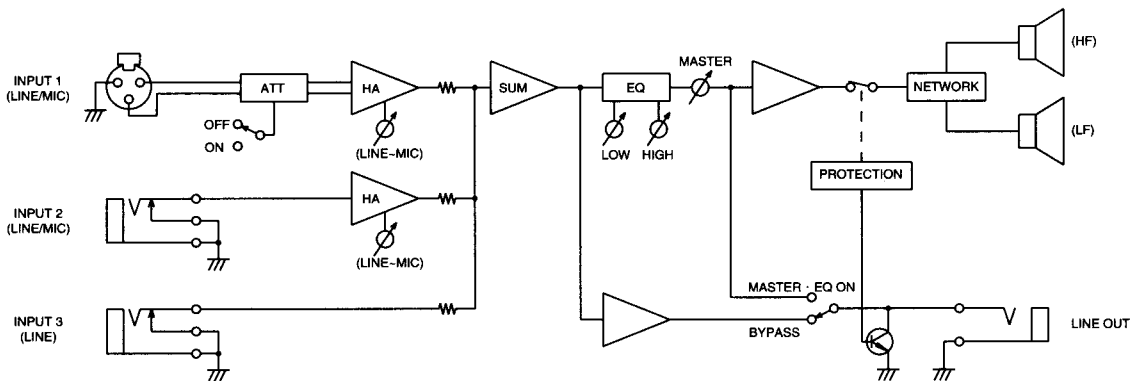 INPUT 1
(LINE/MIC)
ATT
OFF
ON
HA
(LINE~MIC)
SUM
EQ
LOW
HIGH
MASTER
NETWORK
(HF)
(LF)
PROTECTION
INPUT 2
(LINE/MIC)
HA
(LINE~MIC)
INPUT 3
(LINE)
MASTER · EQ ON
BYPASS
LINE OUT